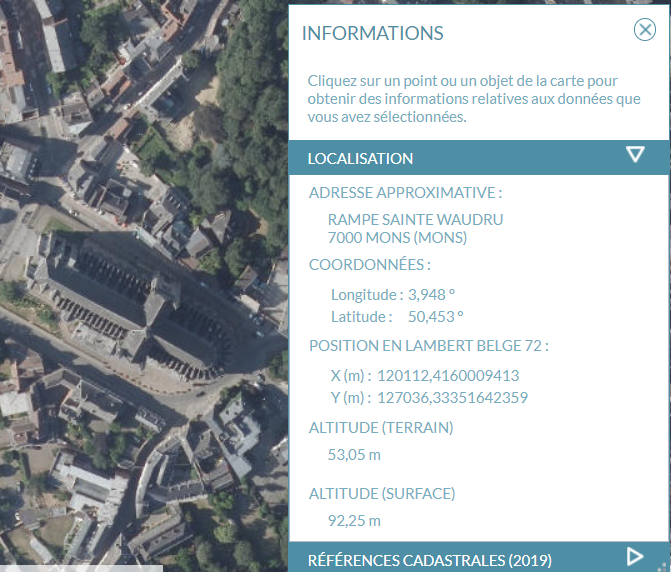 INFORMATIONS
Cliquez sur un point ou un objet de la carte pour
obtenir des informations relatives aux données que
vous avez sélectionnées.
LOCALISATION
ADRESSE APPROXIMATIVE :
RAMPE SAINTE WAUDRU
7000 MONS (MONS)
COORDONNÉES :
Longitude : 3,948 °
Latitude : 50,453 °
POSITION EN LAMBERT BELGE 72 :
X (m) : 120112,4160009413
Y (m) : 127036,33351642359
ALTITUDE (TERRAIN)
53,05 m
ALTITUDE (SURFACE)
92,25 m
RÉFÉRENCES CADASTRALES (2019)